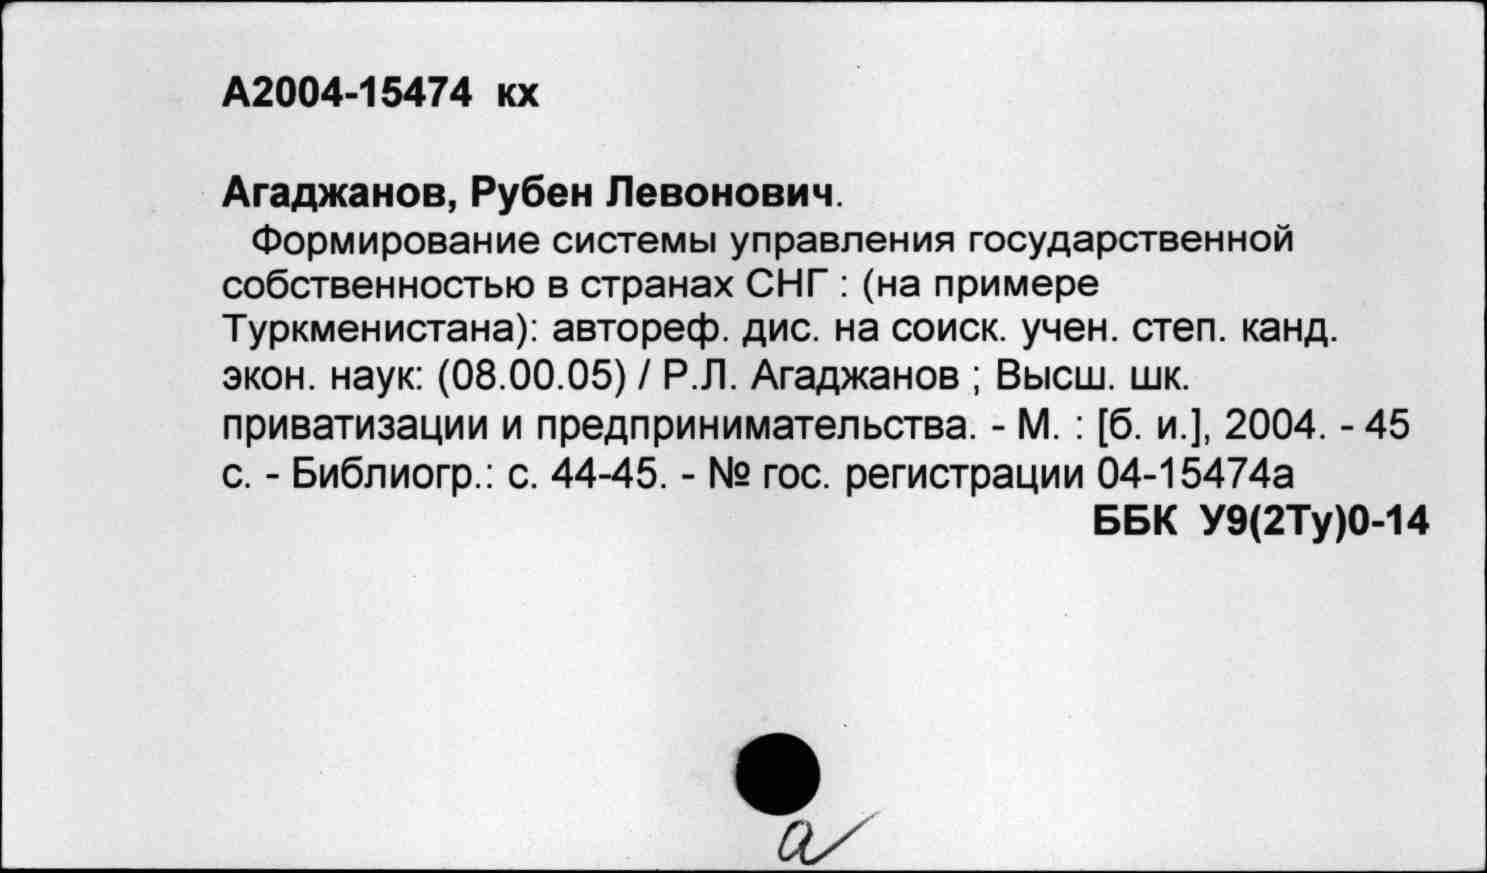 А2004-15474 кх
Агаджанов, Рубен Левонович.
Формирование системы управления государственной
собственностью в странах СНГ : (на примере
Туркменистана): автореф. дис. на соиск. учен. степ. канд.
экон. наук: (08.00.05) / Р.Л. Агаджанов ; Высш. шк.
приватизации и предпринимательства. - М. : [б. и.], 2004. - 45
с. - Библиогр.: с. 44-45. - № гос. регистрации 04-15474а
ББК У9(2Ту)0-14
а